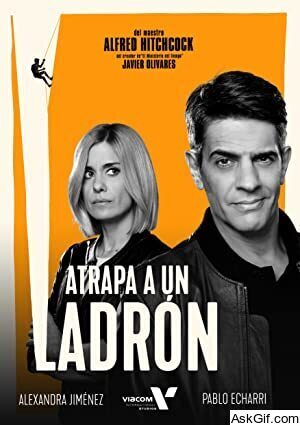 del maestro
ALFRED HITCHCOCK
del creador de "El Ministerio del Tiempo"
JAVIER OLIVARES
ATRAPA A UN
LADRÓN
ALEXANDRA JIMÉNEZ
VIACOM
INTERNATIONAL
STUDIOS
PABLO ECHARRI
AskGif.com